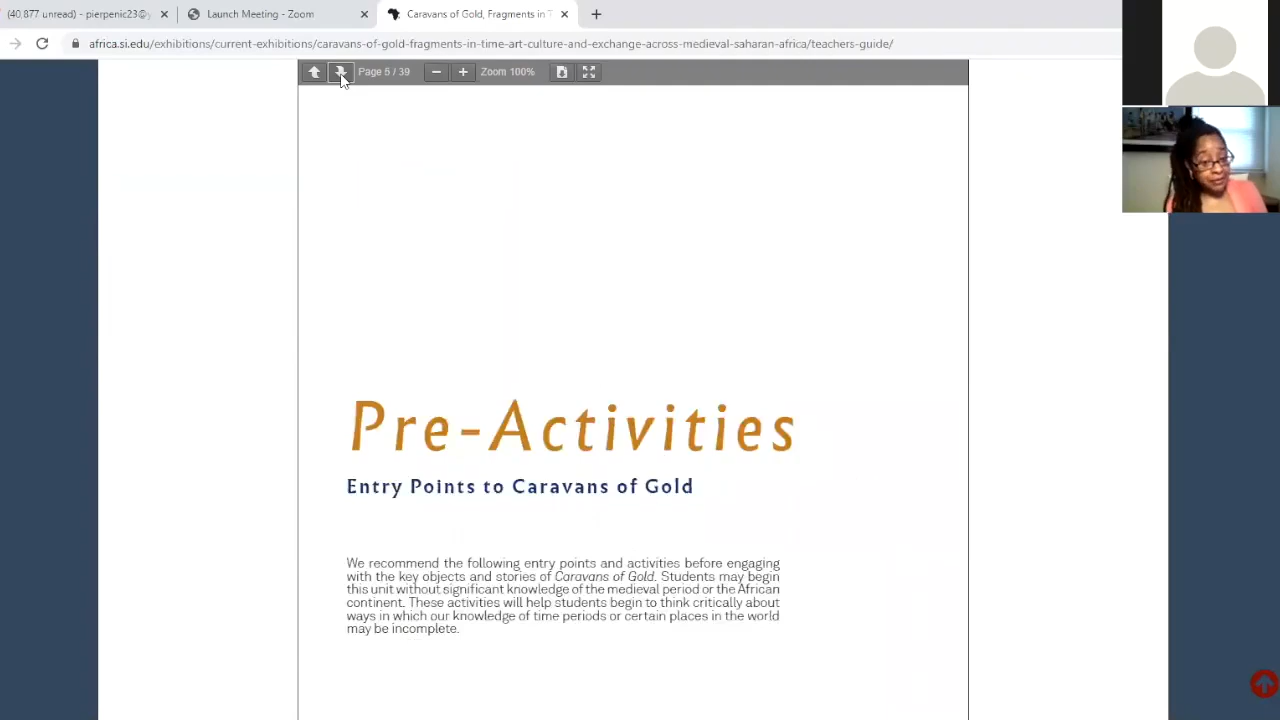 (40,877 unread) - pierpenic23@
Launch Meeting - Zoom
Caravans of Gold, Fragments in T
africa.si.edu/exhibitions/current-exhibitions/caravans-of-gold-fragments-in-time-art-culture-and-exchange-across-medieval-saharan-africa/teachers-guide/
Page 5 / 39
Zoom 100%
Pre-Activities
Entry Points to Caravans of Gold
We recommend the following entry points and activities before engaging
with the key objects and stories of Caravans of Gold. Students may begin
this unit without significant knowledge of the medieval period or the African
continent. These activities will help students begin to think critically about
ways in which our knowledge of time periods or certain places in the world
may be incomplete.